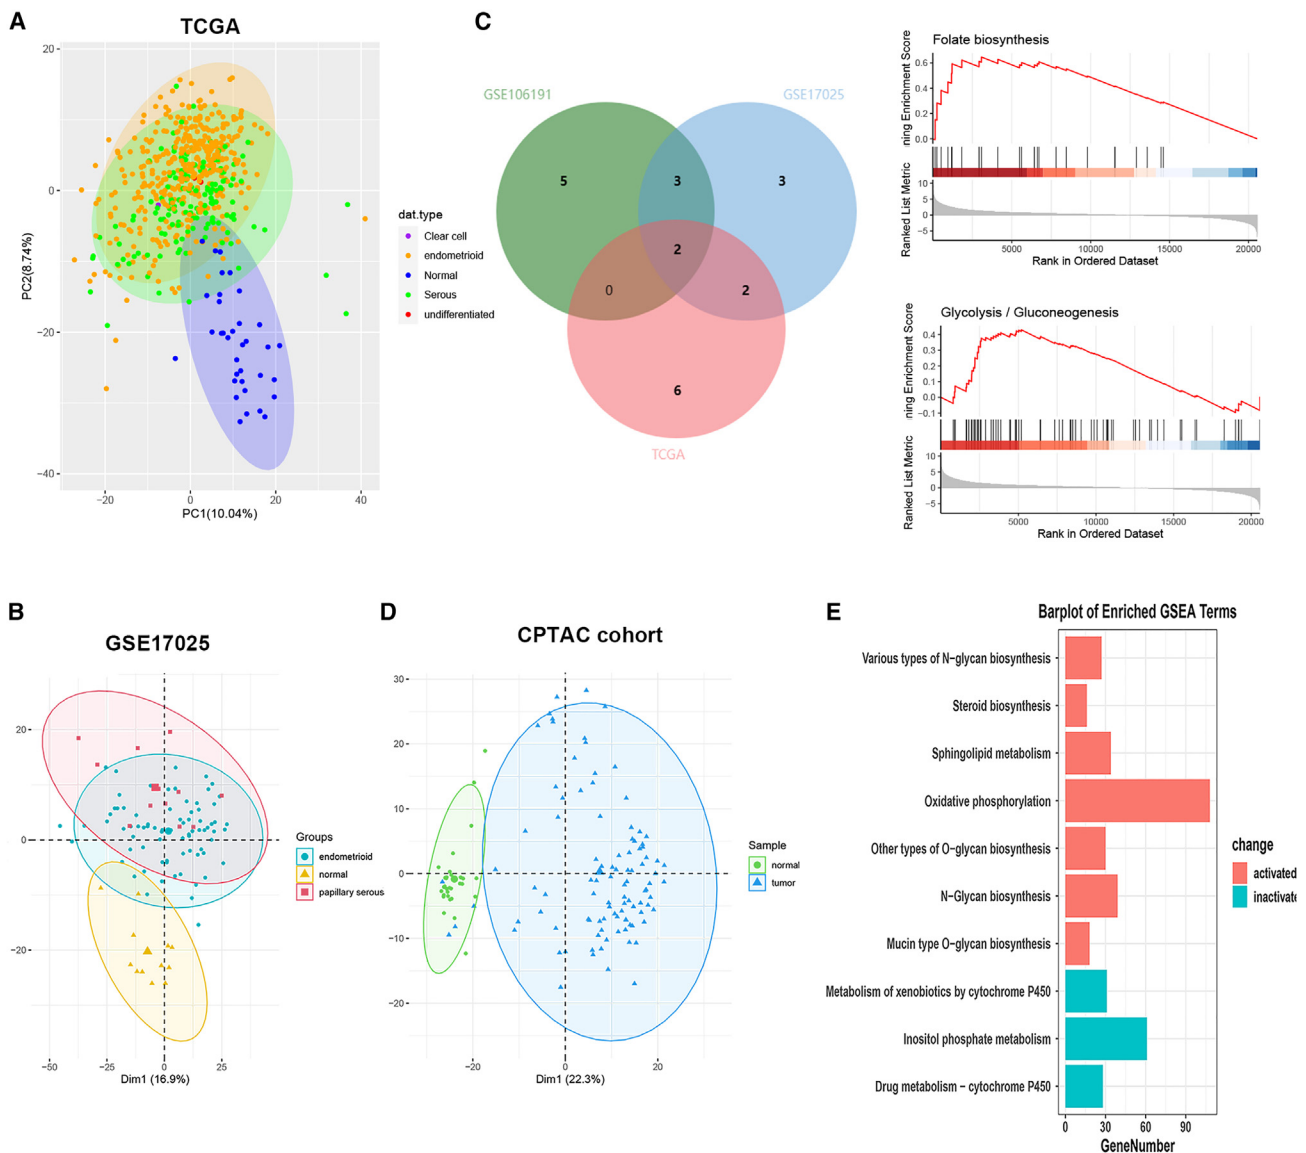 A
TCGA
20
0
−20
−40
PC2(8.74%)
−20
0
20
40
PC1(10.04%)
dat.type
Clear cell
endometrioid
Normal
Serous
undifferentiated
C
GSE106191
GSE17025
5
3
3
2
0
2
6
TCGA
Folate biosynthesis
ning Enrichment Score
0.6
0.4
0.2
0.0
Ranked List Metric
10
5
0
−5
5000
10000
15000
20000
Rank in Ordered Dataset
Glycolysis / Gluconeogenesis
ning Enrichment Score
0.4
0.3
0.2
0.1
0.0
−0.1
Ranked List Metric
10
5
0
−5
5000
10000
15000
20000
Rank in Ordered Dataset
B
GSE17025
20
0
−20
−50
−25
0
25
Dim1 (16.9%)
Groups
endometrioid
normal
papillary serous
D
CPTAC cohort
30
20
10
0
−10
−20
−20
0
20
Dim1 (22.3%)
Sample
normal
tumor
E
Barplot of Enriched GSEA Terms
Various types of N−glycan biosynthesis
Steroid biosynthesis
Sphingolipid metabolism
Oxidative phosphorylation
Other types of O−glycan biosynthesis
N−Glycan biosynthesis
Mucin type O−glycan biosynthesis
Metabolism of xenobiotics by cytochrome P450
Inositol phosphate metabolism
Drug metabolism − cytochrome P450
0
30
60
90
GeneNumber
change
activated
inactivate